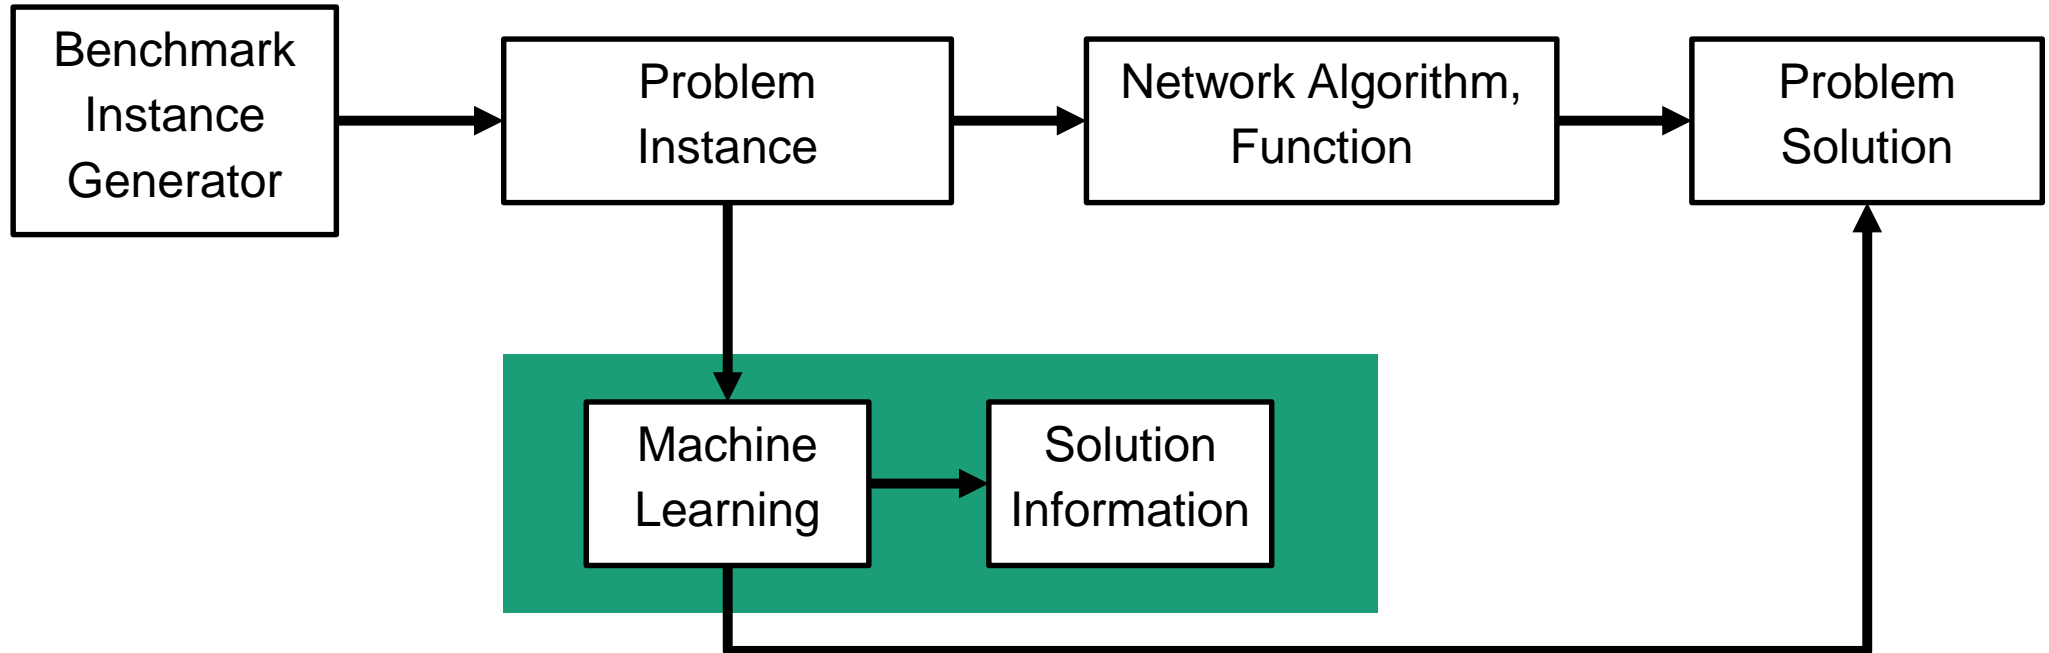 Benchmark
Instance
Generator
Problem
Instance
Network Algorithm,
Function
Problem
Solution
Machine
Learning
Solution
Information